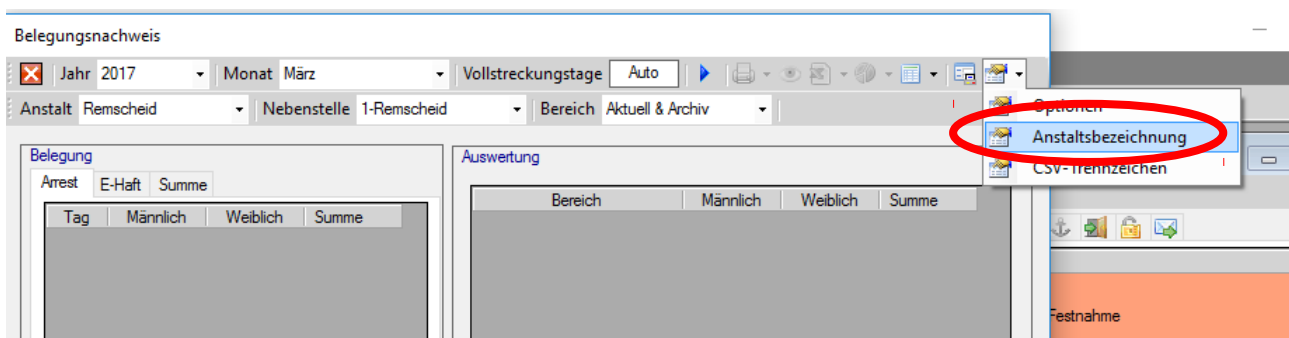 Belegungsnachweis
Jahr 2017 Monat März Vollstreckungstage Auto
Anstalt Remscheid Nebenstelle 1-Remscheid Bereich Aktuell & Archiv
Optionen
Anstaltsbezeichnung
CSV-Trennzeichen
Belegung
Arrest E-Haft Summe
Tag Männlich Weiblich Summe
Auswertung
Bereich Männlich Weiblich Summe
Festnahme